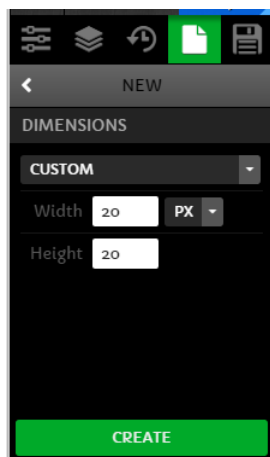 NEW
DIMENSIONS
CUSTOM
Width 20 PX
Height 20
CREATE